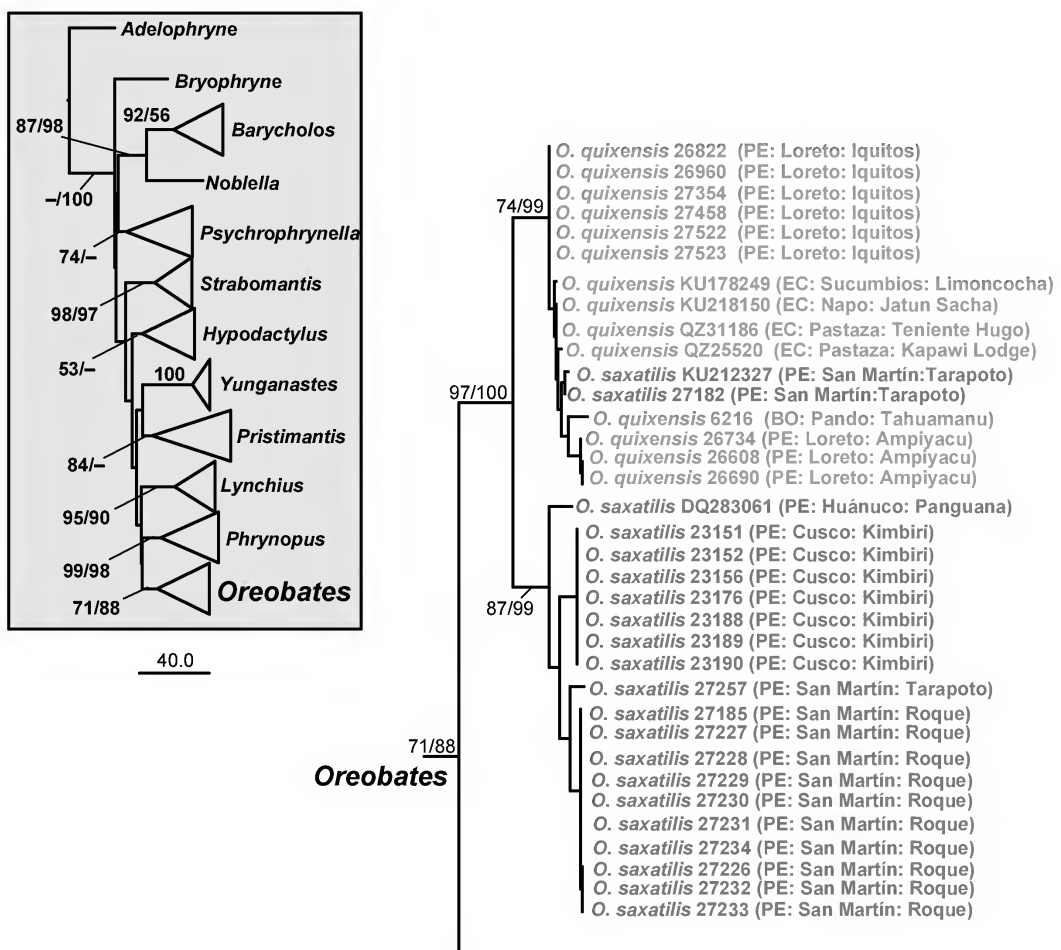 Adelophryne
Bryophryne
92/56
87/98
Barycholos
Noblella
–/100
Psychrophrynella
74/–
Strabomantis
98/97
Hypodactylus
53/–
100
Yunganastes
Pristimantis
84/–
Lynchius
95/90
Phrynopus
99/98
Oreobates
71/88
40.0
O. quixensis 26822 (PE: Loreto: Iquitos)
O. quixensis 26960 (PE: Loreto: Iquitos)
O. quixensis 27354 (PE: Loreto: Iquitos)
74/99
O. quixensis 27458 (PE: Loreto: Iquitos)
O. quixensis 27522 (PE: Loreto: Iquitos)
O. quixensis 27523 (PE: Loreto: Iquitos)
O. quixensis KU178249 (EC: Sucumbios: Limoncocha)
O. quixensis KU218150 (EC: Napo: Jatun Sacha)
O. quixensis QZ31186 (EC: Pastaza: Teniente Hugo)
O. quixensis QZ25520 (EC: Pastaza: Kapawi Lodge)
O. saxatilis KU212327 (PE: San Martín:Tarapoto)
97/100
O. saxatilis 27182 (PE: San Martín:Tarapoto)
O. quixensis 6216 (BO: Pando: Tahuamanu)
O. quixensis 26734 (PE: Loreto: Ampiyacu)
O. quixensis 26608 (PE: Loreto: Ampiyacu)
O. quixensis 26690 (PE: Loreto: Ampiyacu)
O. saxatilis DQ283061 (PE: Huánuco: Panguana)
O. saxatilis 23151 (PE: Cusco: Kimbiri)
O. saxatilis 23152 (PE: Cusco: Kimbiri)
O. saxatilis 23156 (PE: Cusco: Kimbiri)
O. saxatilis 23176 (PE: Cusco: Kimbiri)
87/99
O. saxatilis 23188 (PE: Cusco: Kimbiri)
O. saxatilis 23189 (PE: Cusco: Kimbiri)
O. saxatilis 23190 (PE: Cusco: Kimbiri)
O. saxatilis 27257 (PE: San Martín: Tarapoto)
O. saxatilis 27185 (PE: San Martín: Roque)
O. saxatilis 27227 (PE: San Martín: Roque)
71/88
Oreobates
O. saxatilis 27228 (PE: San Martín: Roque)
O. saxatilis 27229 (PE: San Martín: Roque)
O. saxatilis 27230 (PE: San Martín: Roque)
O. saxatilis 27231 (PE: San Martín: Roque)
O. saxatilis 27234 (PE: San Martín: Roque)
O. saxatilis 27226 (PE: San Martín: Roque)
O. saxatilis 27232 (PE: San Martín: Roque)
O. saxatilis 27233 (PE: San Martín: Roque)